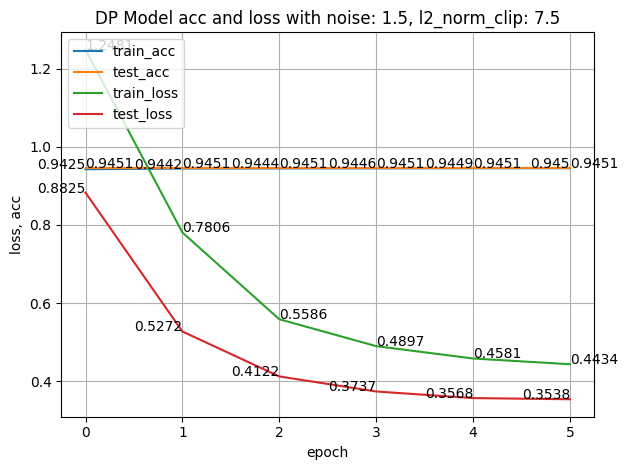 DP Model acc and loss with noise: 1.5, l2_norm_clip: 7.5
1.2481
train_acc
test_acc
train_loss
test_loss
1.2
1.0
0.8
0.6
0.4
loss, acc
0.9425 0.9451 0.9442 0.9451 0.9444 0.9451 0.9446 0.9451 0.9449 0.9451 0.945 0.9451
0.8825
0.7806
0.5272
0.5586
0.4122
0.4897
0.3737
0.4581
0.3568
0.4434
0.3538
0 1 2 3 4 5
epoch